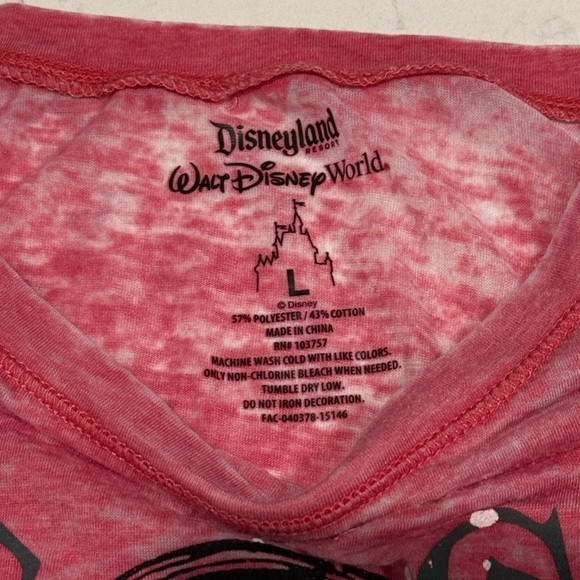 Disneyland
RESORT
WALT DISNEY World®
L
© Disney
57% POLYESTER / 43% COTTON
MADE IN CHINA
RN# 103757
MACHINE WASH COLD WITH LIKE COLORS.
ONLY NON-CHLORINE BLEACH WHEN NEEDED.
TUMBLE DRY LOW.
DO NOT IRON DECORATION.
FAC-040378-15146